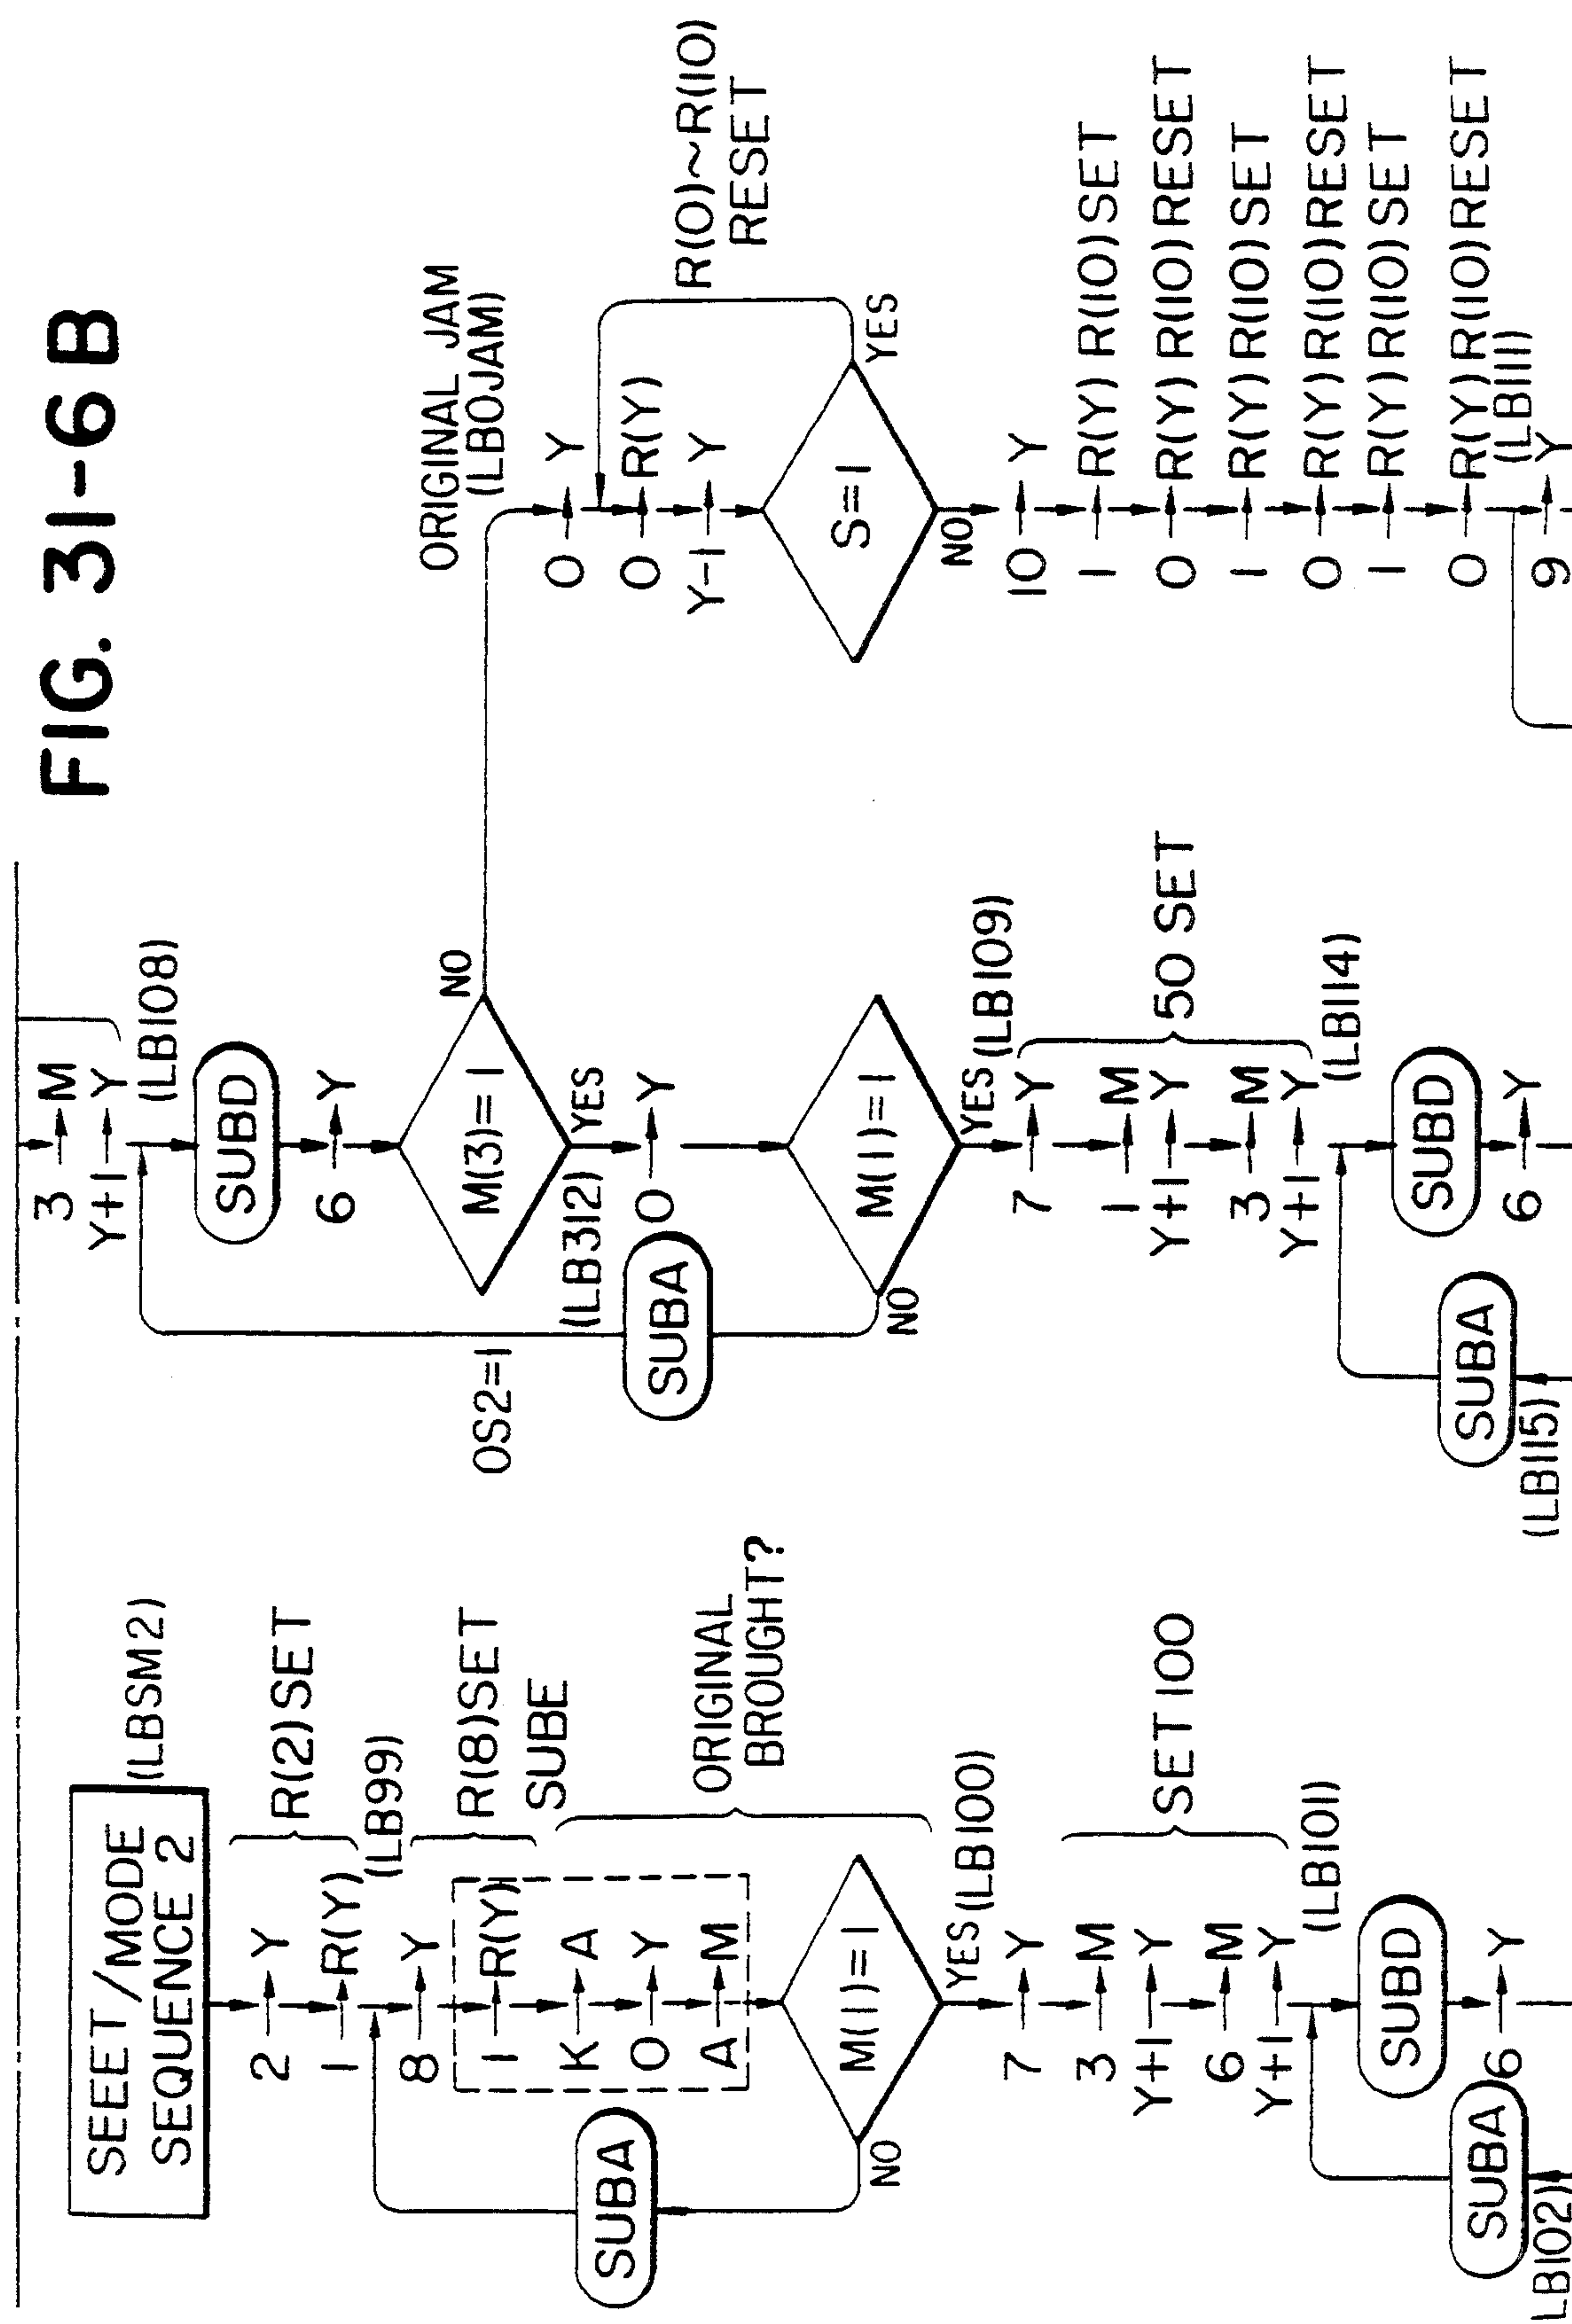 FIG. 31-6B
SEEET/MODE
SEQUENCE 2
(LBSM2)
2→Y
1→R(Y)
R(2)SET
(LB99)
8→Y
1→R(Y)
R(8)SET
SUBE
K→A
0→Y
A→M
ORIGINAL
BROUGHT?
M(1)=1
NO
SUBA
YES
(LB100)
7→Y
3→M
Y+1→Y
6→M
Y+1→Y
SET 100
(LB101)
SUBD
6→Y
SUBA
LB102)
3→M
Y+1→Y
(LB108)
SUBD
6→Y
M(3)=1
NO
YES
(LB312)
0→Y
OS2=1
SUBA
M(1)=1
NO
YES
(LB109)
7→Y
1→M
Y+1→Y
3→M
Y+1→Y
50 SET
(LB114)
SUBD
6→Y
SUBA
(LB115)
ORIGINAL JAM
(LBOJAM)
0→Y
0→R(Y)
Y-1→Y
R(0)~R(10)
RESET
S=1
YES
NO
10→Y
1→R(Y) R(10)SET
0→R(Y) R(10)RESET
1→R(Y) R(10)SET
0→R(Y) R(10)RESET
1→R(Y) R(10)SET
0→R(Y) R(10)RESET
(LB111)
9→Y